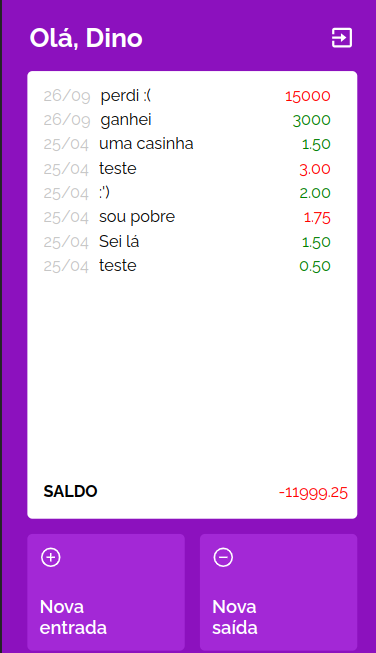 Olá, Dino
26/09 perdi :( 15000
26/09 ganhei 3000
25/04 uma casinha 1.50
25/04 teste 3.00
25/04 :') 2.00
25/04 sou pobre 1.75
25/04 Sei lá 1.50
25/04 teste 0.50
SALDO -11999.25
Nova
entrada
Nova
saída